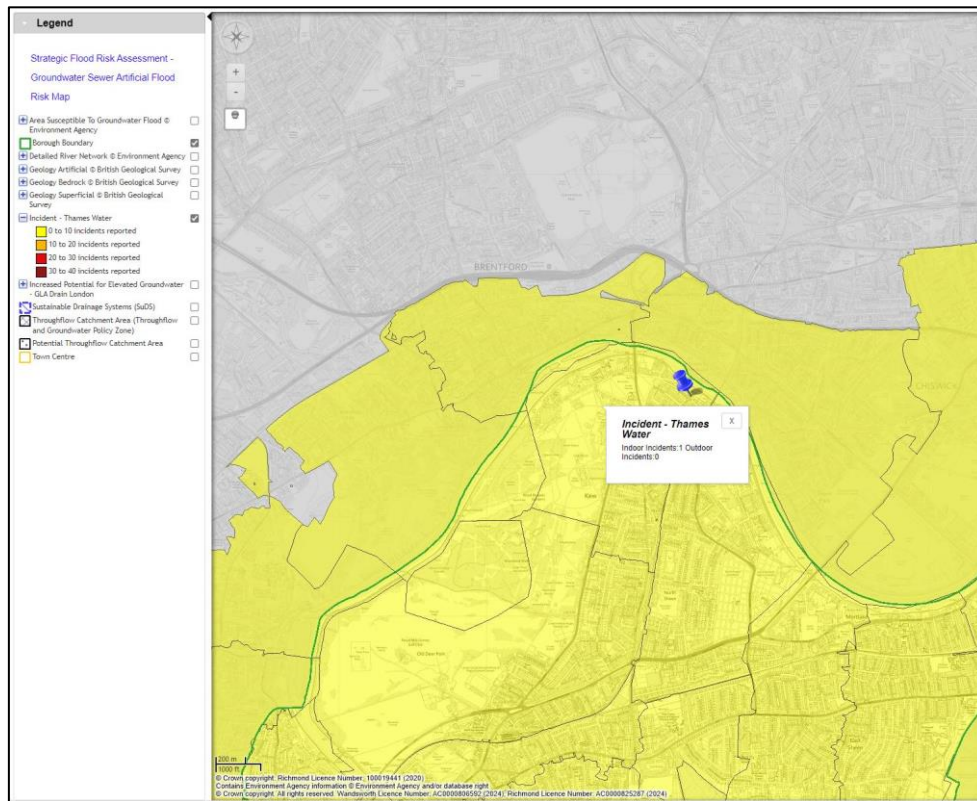 Legend
Strategic Flood Risk Assessment -
Groundwater Sewer Artificial Flood
Risk Map
Area Susceptible To Groundwater Flood ©
Environment Agency
Borough Boundary
Detailed River Network © Environment Agency
Geology Artificial © British Geological Survey
Geology Bedrock © British Geological Survey
Geology Superficial © British Geological
Survey
Incident - Thames Water
0 to 10 incidents reported
10 to 20 incidents reported
20 to 30 incidents reported
30 to 40 incidents reported
Increased Potential for Elevated Groundwater
- GLA Drain London
Sustainable Drainage Systems (SuDS)
Throughflow Catchment Area (Throughflow
and Groundwater Policy Zone)
Potential Throughflow Catchment Area
Town Centre
+
-
BRENTFORD
CHISWICK
Incident - Thames
Water
X
Indoor Incidents:1 Outdoor
Incidents:0
Kew
North
Sheen
Mortlake
Old Deer Park
East
Sheen
200 m
1000 ft
© Crown copyright. Richmond Licence Number: 100019441 (2020)
Contains Environment Agency information © Environment Agency and/or database right
© Crown copyright. All rights reserved. Wandsworth Licence Number: AC0000806592 (2024); Richmond Licence Number: AC0000825287 (2024)